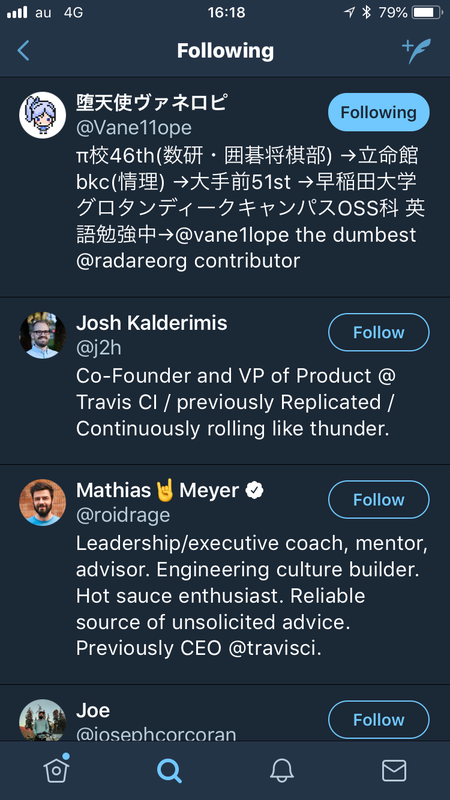 au 4G 16:18 79%
Following
堕天使ヴァネロピ
@Vane11ope
Following
π校46th(数研・囲碁将棋部) →立命館
bkc(情理) →大手前51st →早稲田大学
グロタンディークキャンパスOSS科 英
語勉強中→@vane1lope the dumbest
@radareorg contributor
Josh Kalderimis
@j2h
Follow
Co-Founder and VP of Product @
Travis CI / previously Replicated /
Continuously rolling like thunder.
Mathias🤘Meyer
@roidrage
Follow
Leadership/executive coach, mentor,
advisor. Engineering culture builder.
Hot sauce enthusiast. Reliable
source of unsolicited advice.
Previously CEO @travisci.
Joe
@josephcorcoran
Follow